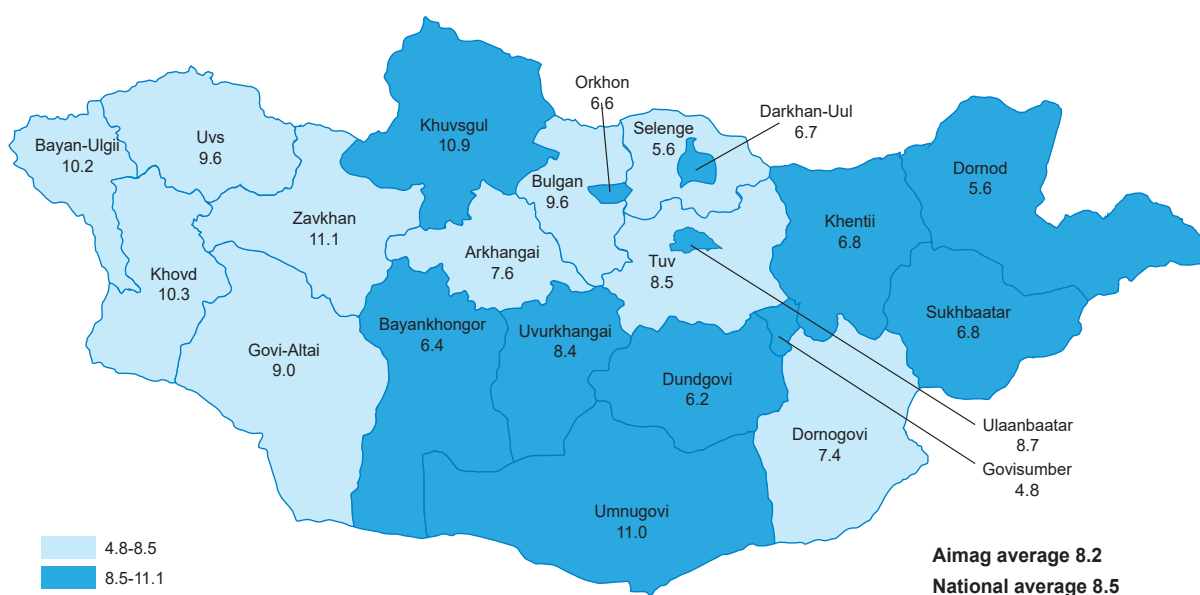 Orkhon
6.6
Darkhan-Uul
6.7
Selenge
5.6
Khuvsgul
10.9
Uvs
9.6
Bayan-Ulgii
10.2
Dornod
5.6
Bulgan
9.6
Zavkhan
11.1
Khentii
6.8
Arkhangai
7.6
Tuv
8.5
Khovd
10.3
Sukhbaatar
6.8
Bayankhongor
6.4
Uvurkhangai
8.4
Govi-Altai
9.0
Dundgovi
6.2
Dornogovi
7.4
Ulaanbaatar
8.7
Govisumber
4.8
Umnugovi
11.0
4.8-8.5
8.5-11.1
Aimag average 8.2
National average 8.5